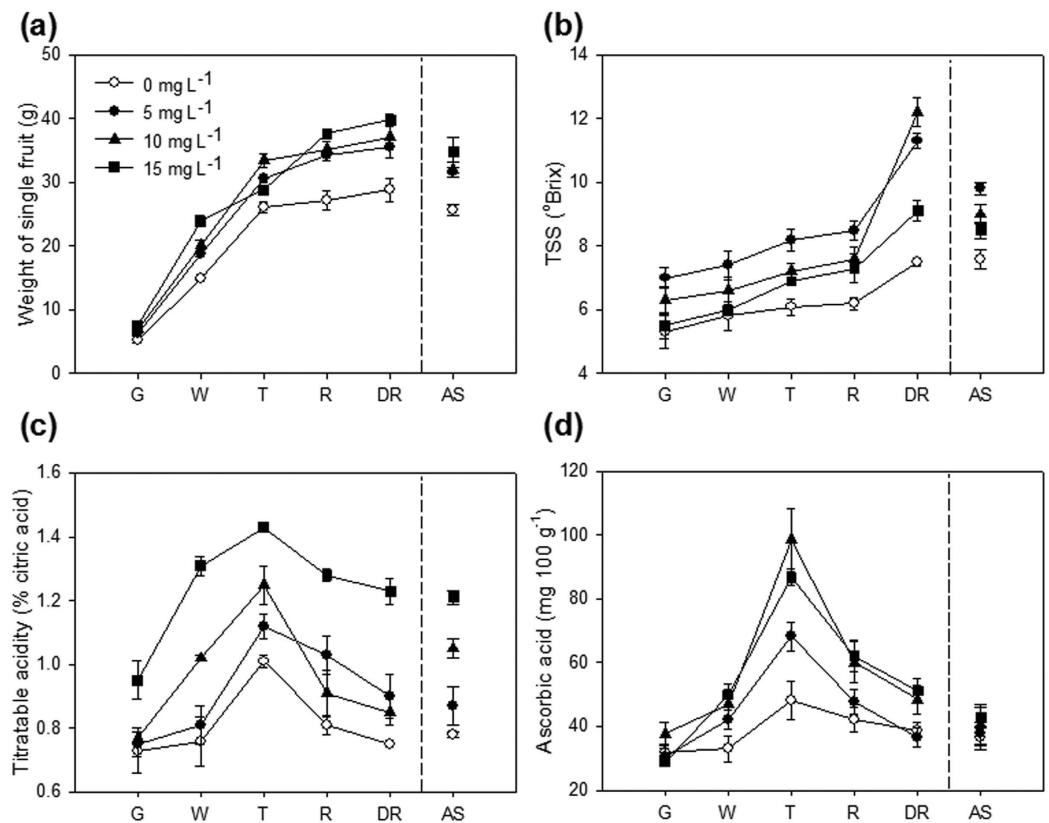 (a)
Weight of single fruit (g)
50
40
30
20
10
0
0 mg L⁻¹
5 mg L⁻¹
10 mg L⁻¹
15 mg L⁻¹
G W T R DR AS
(b)
TSS (ºBrix)
14
12
10
8
6
4
G W T R DR AS
(c)
Titratable acidity (% citric acid)
1.6
1.4
1.2
1.0
0.8
0.6
G W T R DR AS
(d)
Ascorbic acid (mg 100 g⁻¹)
120
100
80
60
40
20
G W T R DR AS